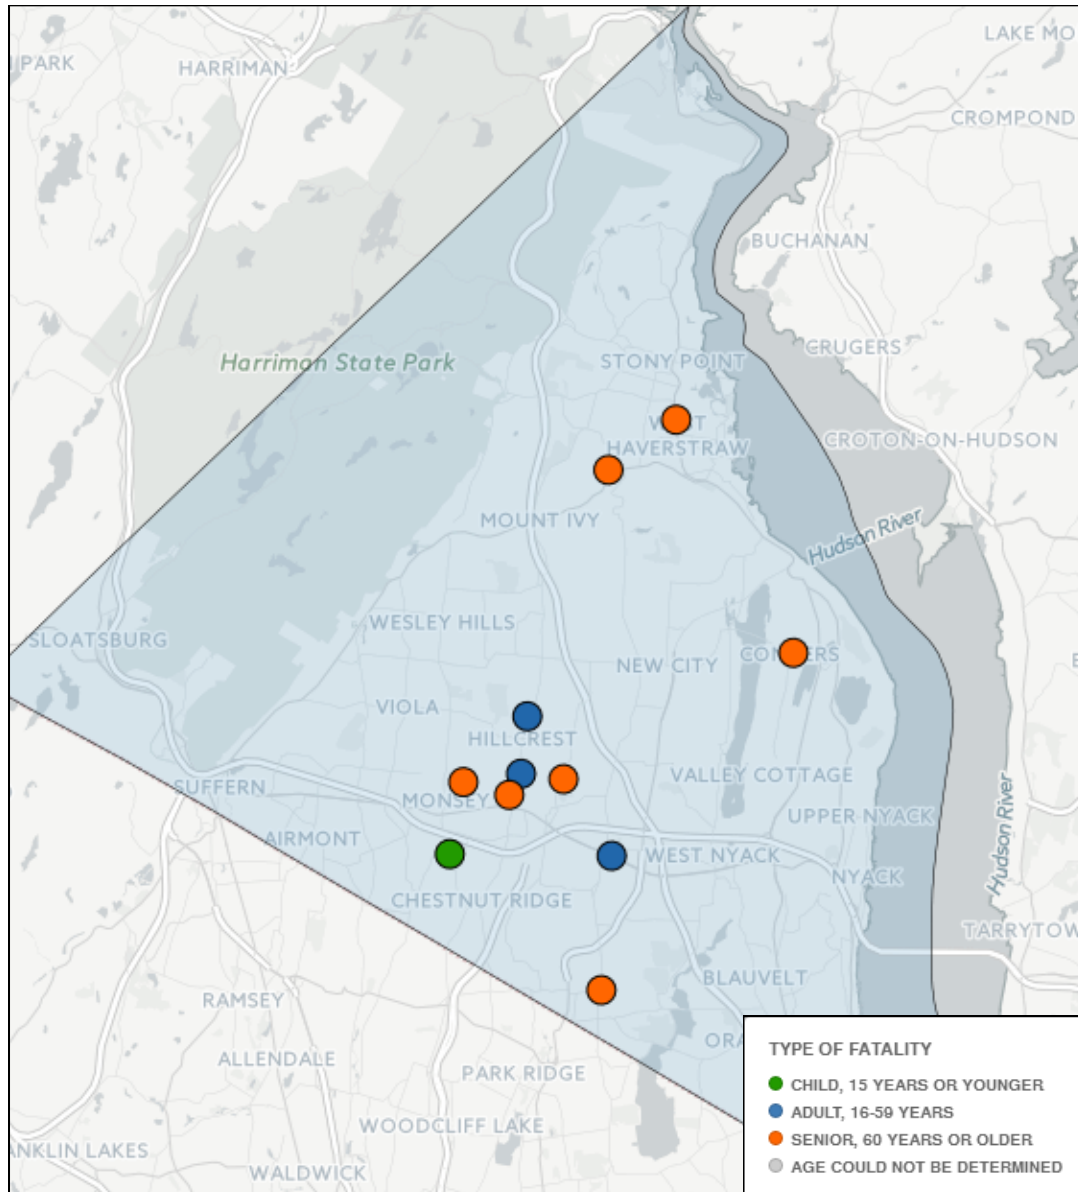 LAKE MO
PARK
HARRIMAN
CROMPOND
BUCHANAN
CRUGERS
STONY POINT
Harriman State Park
HAVERSTRAW
CROTON-ON-HUDSON
MOUNT IVY
Hudson River
WESLEY HILLS
SLOATSBURG
NEW CITY
VIOLA
HILLCREST
VALLEY COTTAGE
SUFFERN
MONSEY
UPPER NYACK
AIRMONT
WEST NYACK
Hudson River
NYACK
CHESTNUT RIDGE
TARRYTOW
BLAUVELT
RAMSEY
ORA
TYPE OF FATALITY
ALLENDALE
PARK RIDGE
CHILD, 15 YEARS OR YOUNGER
ADULT, 16-59 YEARS
WOODCLIFF LAKE
SENIOR, 60 YEARS OR OLDER
NKLIN LAKES
AGE COULD NOT BE DETERMINED
WALDWICK